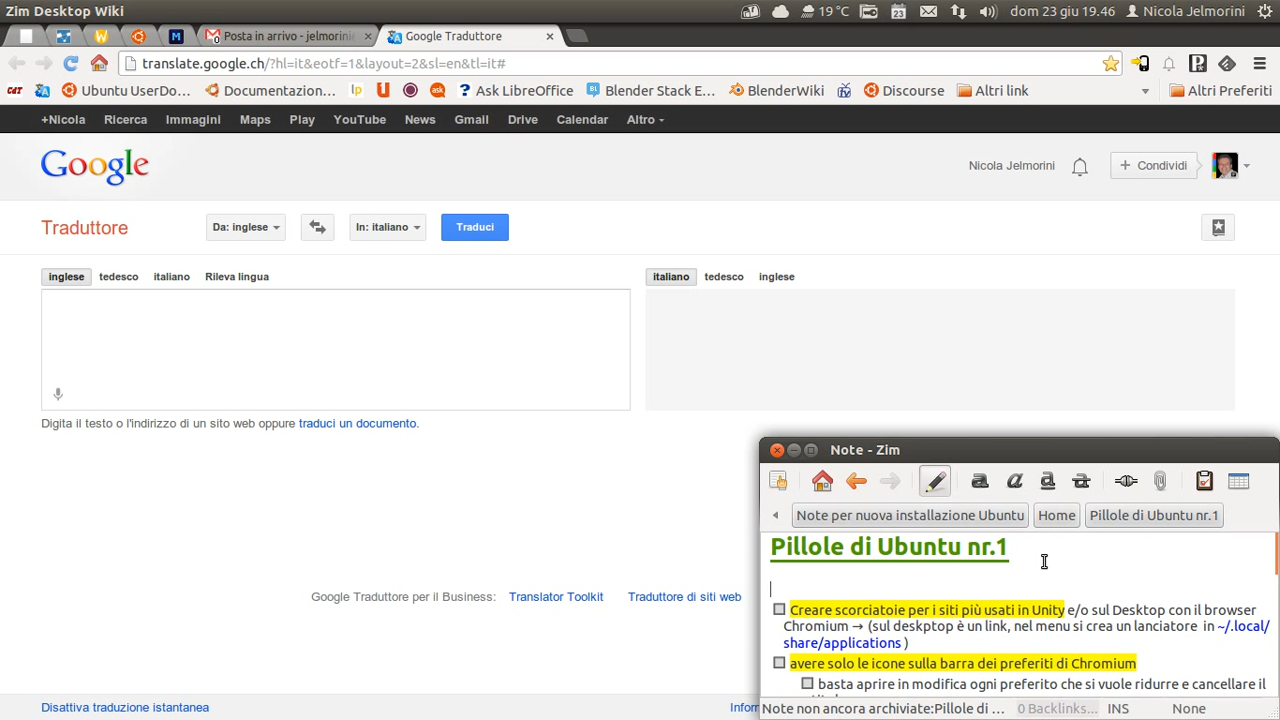 Zim Desktop Wiki
19 °C
23
dom 23 giu 19.46
Nicola Jelmorini
W
M
Posta in arrivo - jelmorini
Google Traduttore
translate.google.ch/?hl=it&eotf=1&layout=2&sl=en&tl=it#
CAT
Ubuntu UserDo...
Documentazion...
lp
U
ask
? Ask LibreOffice
Blender Stack E...
BlenderWiki
Discourse
Altri link
Altri Preferiti
+Nicola Ricerca Immagini Maps Play YouTube News Gmail Drive Calendar Altro
Google
Nicola Jelmorini
+ Condividi
Traduttore
Da: inglese
In: italiano
Traduci
inglese tedesco italiano Rileva lingua
italiano tedesco inglese
Digita il testo o l'indirizzo di un sito web oppure traduci un documento.
Google Traduttore per il Business: Translator Toolkit Traduttore di siti web
Disattiva traduzione istantanea
Note - Zim
Note per nuova installazione Ubuntu
Home
Pillole di Ubuntu nr.1
Pillole di Ubuntu nr.1
Creare scorciatoie per i siti più usati in Unity e/o sul Desktop con il browser
Chromium → (sul deskptop è un link, nel menu si crea un lanciatore in ~/.local/
share/applications )
avere solo le icone sulla barra dei preferiti di Chromium
basta aprire in modifica ogni preferito che si vuole ridurre e cancellare il
Note non ancora archiviate:Pillole di ...
0 Backlinks...
INS
None